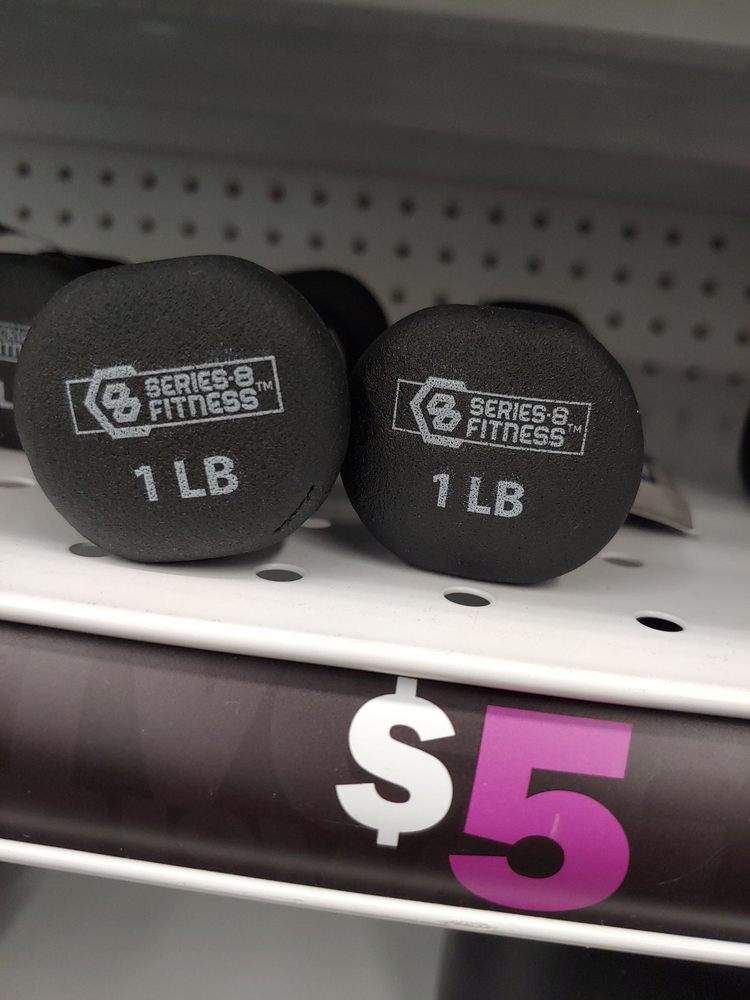 SERIES-8
FITNESS™
1 LB
SERIES-8
FITNESS™
1 LB
$5